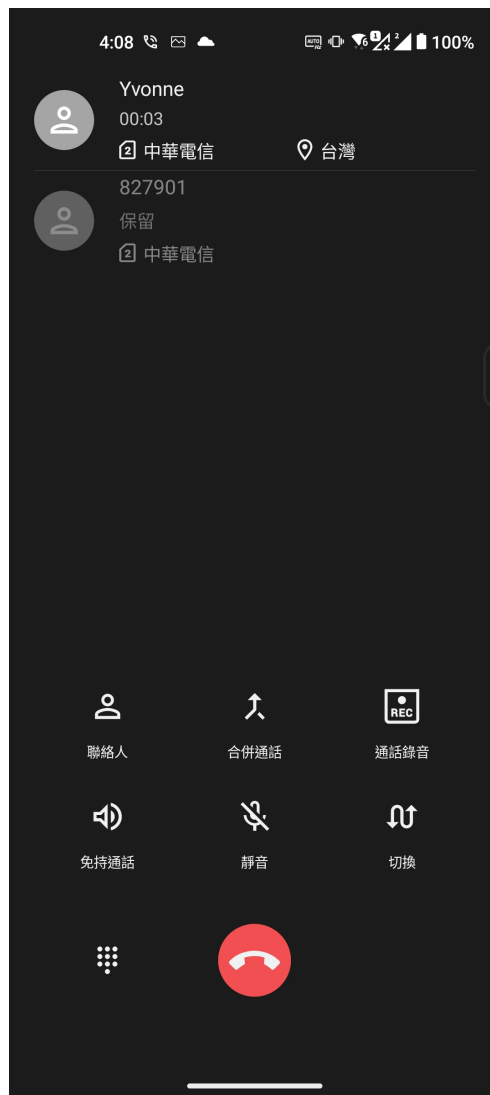 4:08 100%
Yvonne
00:03
2 中華電信 台灣
827901
保留
2 中華電信
REC
聯絡人 合併通話 通話錄音
免持通話 靜音 切換